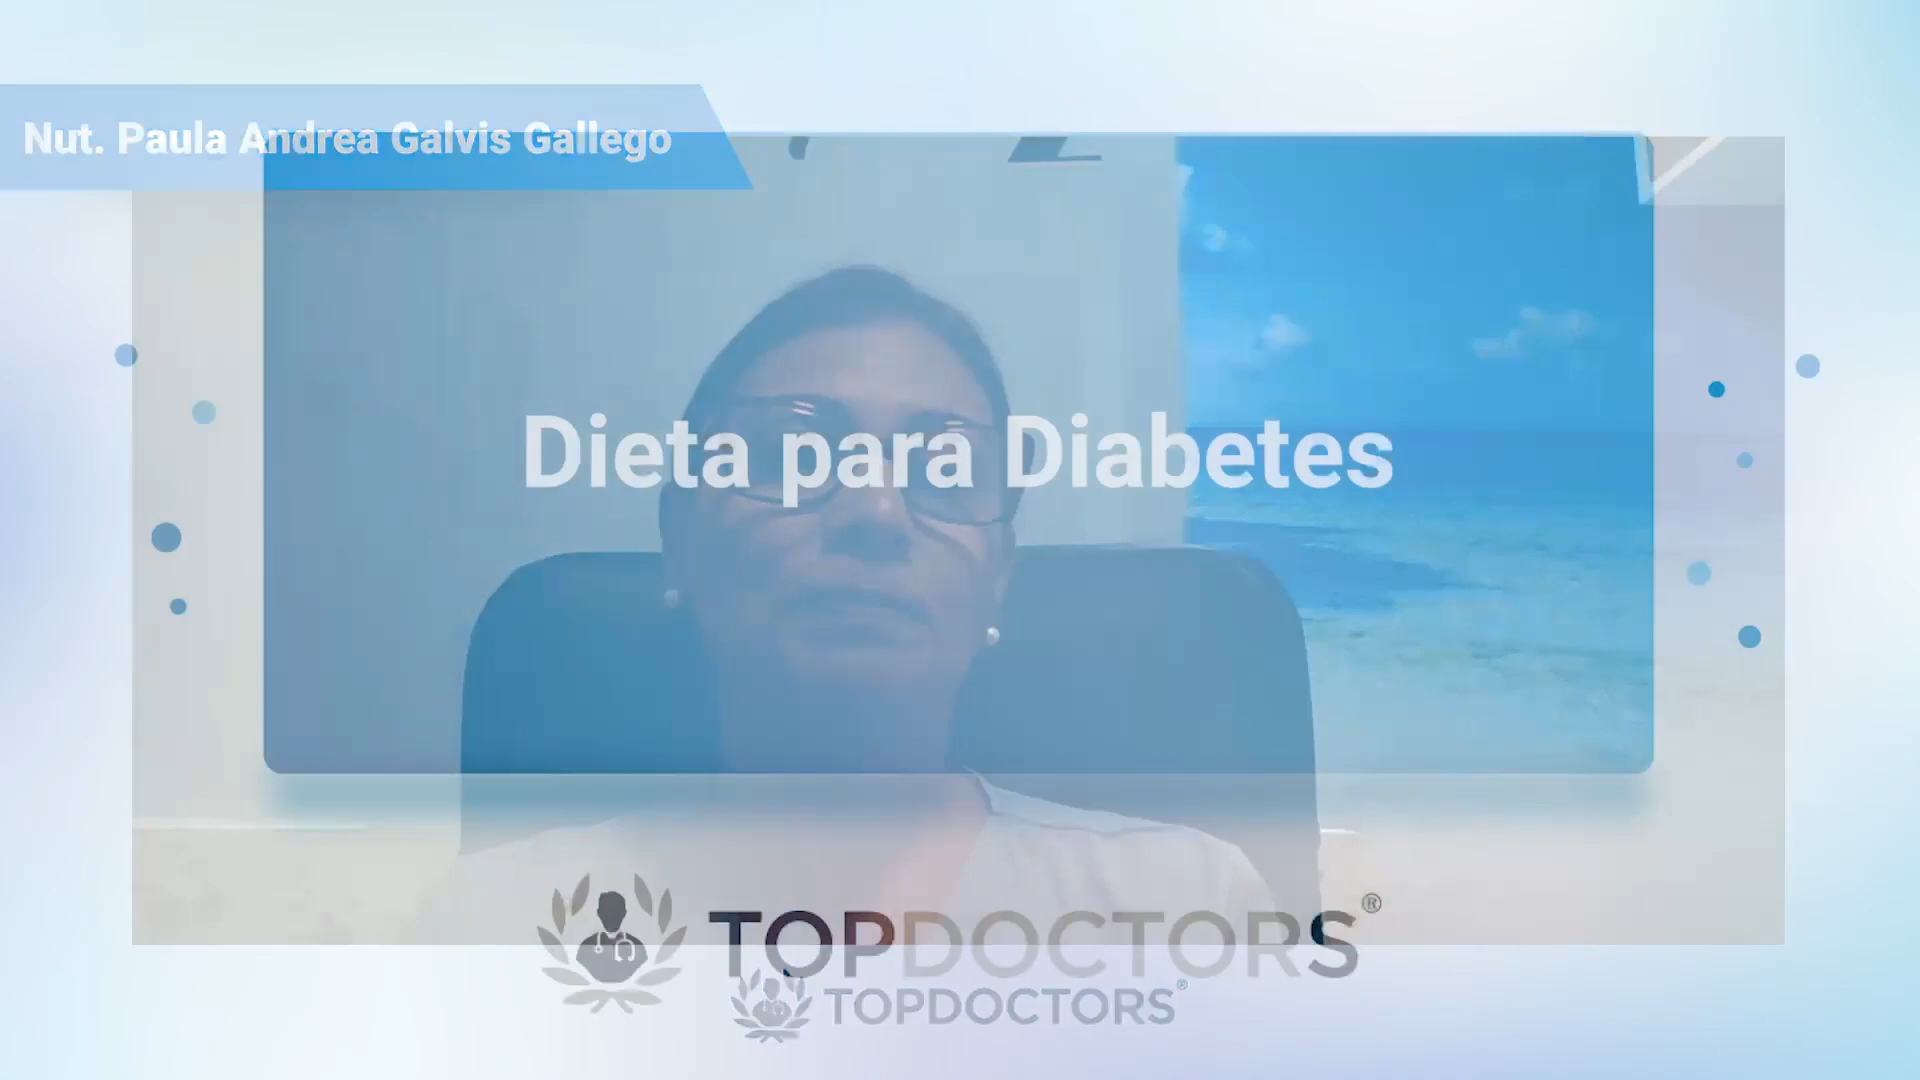 Nut. Paula Andrea Galvis Gallego
Dieta para Diabetes
TOPDOCTORS®
TOPDOCTORS®